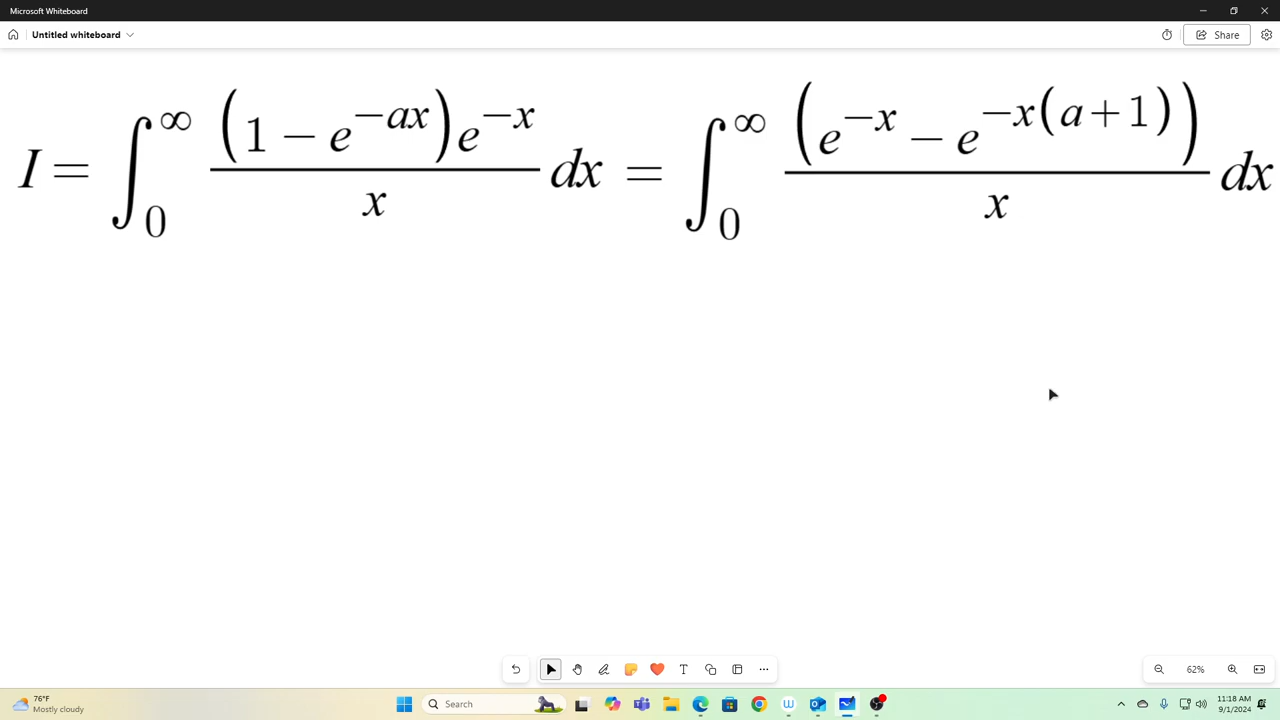 Microsoft Whiteboard
Untitled whiteboard
Share
I = ∫₀^∞ (1 − e^{−ax})e^{−x} / x dx = ∫₀^∞ (e^{−x} − e^{−x(a+1)}) / x dx
62%
76°F
Mostly cloudy
Search
11:18 AM
9/1/2024